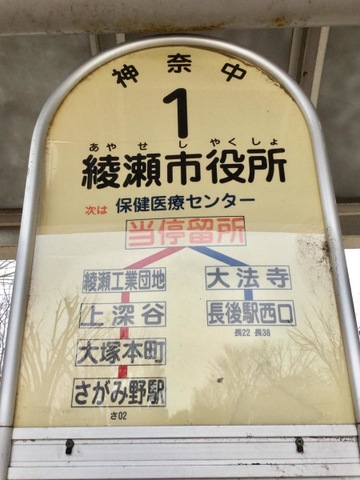 神奈中
1
あやせしやくしょ
綾瀬市役所
次は 保健医療センター
当停留所
綾瀬工業団地 大法寺
上深谷 長後駅西口
長22 長38
大塚本町
さがみ野駅
さ02